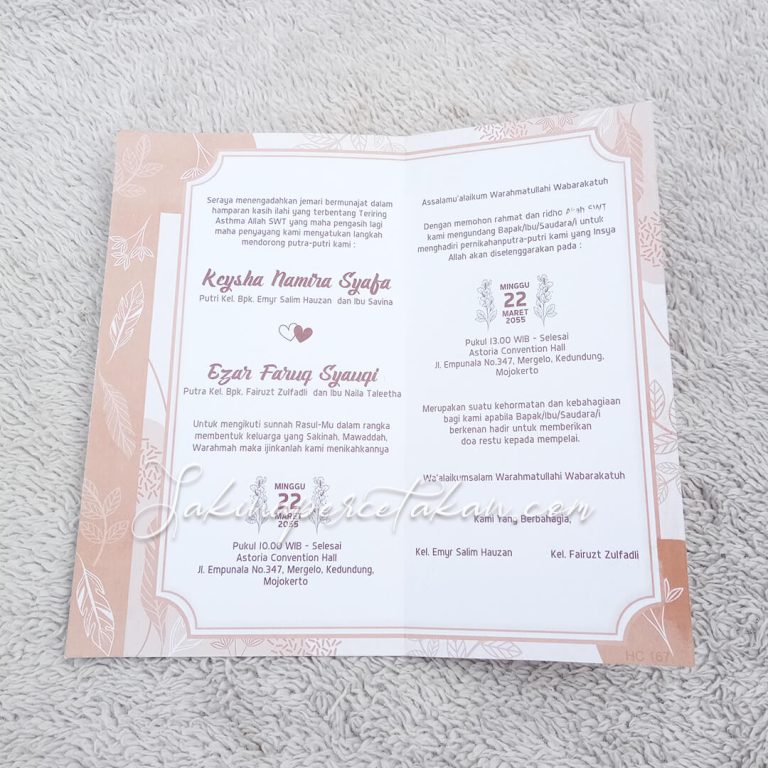 Seraya menengadahkan jemari bermunajat dalam
hamparan kasih ilahi yang terbentang Teriring
Asthma Allah SWT yang maha pengasih lagi
maha penyayang kami menyatukan langkah
mendorong putra-putri kami :
Keysha Namira Syafa
Putri Kel. Bpk. Emyr Salim Hauzan dan Ibu Savina
Ezar Faruq Syauqi
Putra Kel. Bpk. Fairuzt Zulfadli dan Ibu Naila Taleetha
Untuk mengikuti sunnah Rasul-Mu dalam rangka
membentuk keluarga yang Sakinah, Mawaddah,
Warahmah maka ijinkanlah kami menikahkannya
MINGGU
22
MARET
2055
Pukul 10.00 WIB - Selesai
Astoria Convention Hall
Jl. Empunala No.347, Mergelo, Kedundung,
Mojokerto
Assalamu'alaikum Warahmatullahi Wabarakatuh
Dengan memohon rahmat dan ridho Allah SWT
kami mengundang Bapak/Ibu/Saudara/i untuk
menghadiri pernikahanputra-putri kami yang Insya
Allah akan diselenggarakan pada :
MINGGU
22
MARET
2055
Pukul 13.00 WIB - Selesai
Astoria Convention Hall
Jl. Empunala No.347, Mergelo, Kedundung,
Mojokerto
Merupakan suatu kehormatan dan kebahagiaan
bagi kami apabila Bapak/Ibu/Saudara/i
berkenan hadir untuk memberikan
doa restu kepada mempelai.
Wa'alaikumsalam Warahmatullahi Wabarakatuh
Kami Yang Berbahagia,
Kel. Emyr Salim Hauzan Kel. Fairuzt Zulfadli
HC 167
Sakinapercetakan.com